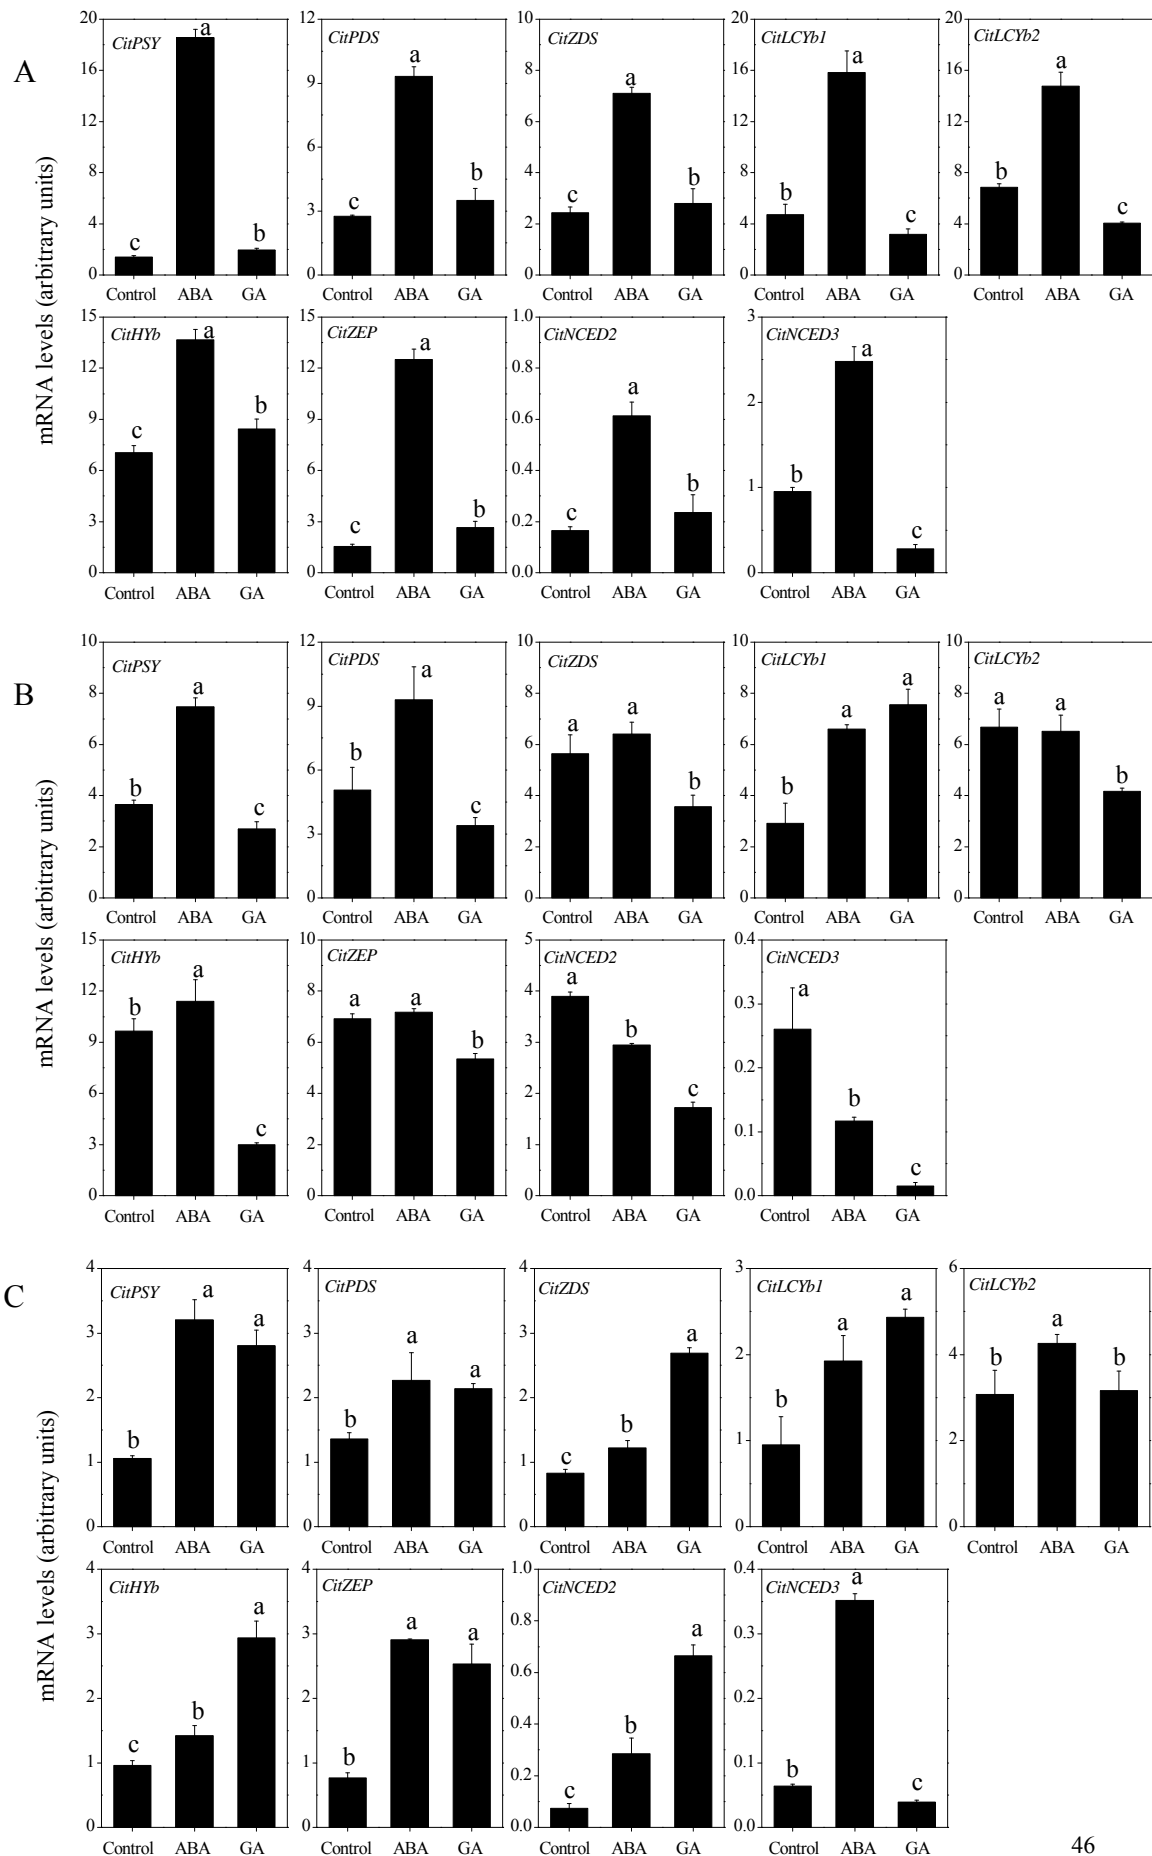 A
mRNA levels (arbitrary units)
CitPSY
20
16
12
8
4
0
c
a
b
Control ABA GA
CitPDS
12
9
6
3
0
c
a
b
Control ABA GA
CitZDS
10
8
6
4
2
0
c
a
b
Control ABA GA
CitLCYb1
20
16
12
8
4
0
b
a
c
Control ABA GA
CitLCYb2
20
16
12
8
4
0
b
a
c
Control ABA GA
CitHYb
15
12
9
6
3
0
c
a
b
Control ABA GA
CitZEP
15
12
9
6
3
0
c
a
b
Control ABA GA
CitNCED2
1.0
0.8
0.6
0.4
0.2
0.0
c
a
b
Control ABA GA
CitNCED3
3
2
1
0
b
a
c
Control ABA GA
B
mRNA levels (arbitrary units)
CitPSY
10
8
6
4
2
0
b
a
c
Control ABA GA
CitPDS
12
9
6
3
0
b
a
c
Control ABA GA
CitZDS
10
8
6
4
2
0
a
a
b
Control ABA GA
CitLCYb1
10
8
6
4
2
0
b
a
a
Control ABA GA
CitLCYb2
10
8
6
4
2
0
a
a
b
Control ABA GA
CitHYb
15
12
9
6
3
0
b
a
c
Control ABA GA
CitZEP
10
8
6
4
2
0
a
a
b
Control ABA GA
CitNCED2
5
4
3
2
1
0
a
b
c
Control ABA GA
CitNCED3
0.4
0.3
0.2
0.1
0.0
a
b
c
Control ABA GA
C
mRNA levels (arbitrary units)
CitPSY
4
3
2
1
0
b
a
a
Control ABA GA
CitPDS
4
3
2
1
0
b
a
a
Control ABA GA
CitZDS
4
3
2
1
0
c
b
a
Control ABA GA
CitLCYb1
3
2
1
0
b
a
a
Control ABA GA
CitLCYb2
6
4
2
0
b
a
b
Control ABA GA
CitHYb
4
3
2
1
0
c
b
a
Control ABA GA
CitZEP
4
3
2
1
0
b
a
a
Control ABA GA
CitNCED2
1.0
0.8
0.6
0.4
0.2
0.0
c
b
a
Control ABA GA
CitNCED3
0.4
0.3
0.2
0.1
0.0
b
a
c
Control ABA GA
46